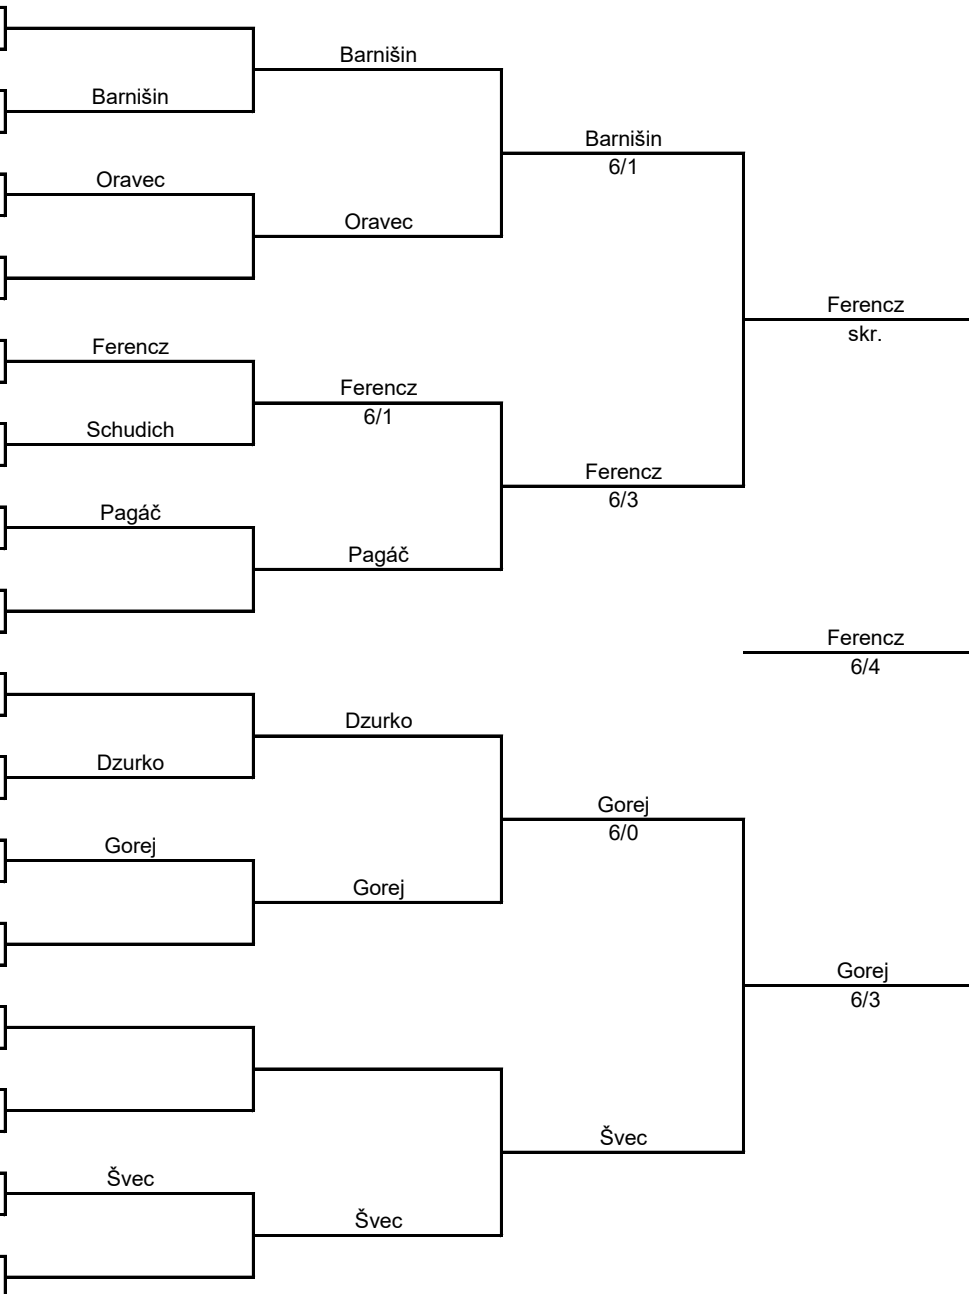 Barnišin
Barnišin
Barnišin
6/1
Oravec
Oravec
Ferencz
skr.
Ferencz
Ferencz
6/1
Schudich
Ferencz
6/3
Pagáč
Pagáč
Ferencz
6/4
Dzurko
Dzurko
Gorej
6/0
Gorej
Gorej
Gorej
6/3
Švec
Švec
Švec